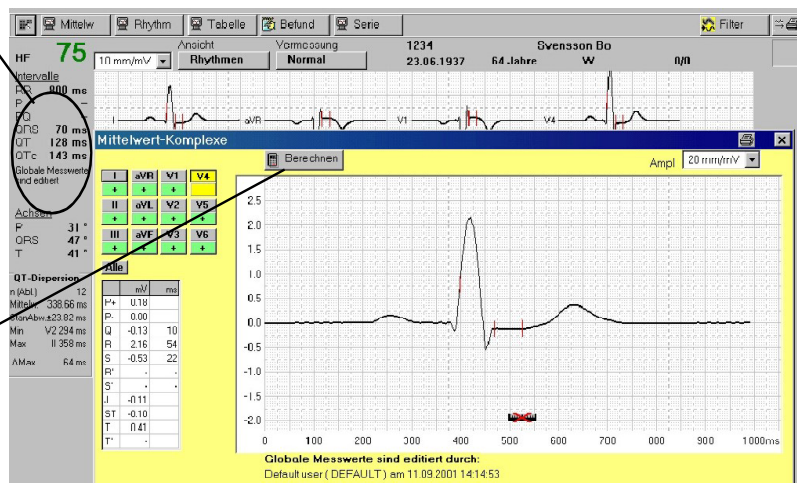 Mittelw Rhythm Tabelle Befund Serie Filter
HF 75
10 mm/mV
Ansicht
Rhythmen
Vermessung
Normal
1234 Svensson Bo
23.06.1937 64 Jahre W 0/0
Intervalle
RR 800 ms
P –
PQ –
QRS 70 ms
QT 128 ms
QTc 143 ms
Globale Messwerte
sind editiert
Achsen
P 31 °
QRS 47 °
T 41 °
QT-Dispersion
n (Abl.) 12
Mittelw. 338.66 ms
StanAbw. ±23.82 ms
Min V2 294 ms
Max II 358 ms
ΔMax 64 ms
I aVR V1 V4
Mittelwert-Komplexe
Berechnen
Ampl 20 mm/mV
I aVR V1 V4
+ + +
II aVL V2 V5
+ + + +
III aVF V3 V6
+ + + +
Alle
mV ms
P+ 0.18
P- 0.00
Q -0.13 10
R 2.16 54
S -0.53 22
R' - -
S' - -
J -0.11
ST -0.10
T 0.41
T' -
2.5
2.0
1.5
1.0
0.5
0.0
-0.5
-1.0
-1.5
-2.0
0 100 200 300 400 500 600 700 800 900 1000ms
Globale Messwerte sind editiert durch:
Default user ( DEFAULT ) am 11.09.2001 14:14:53